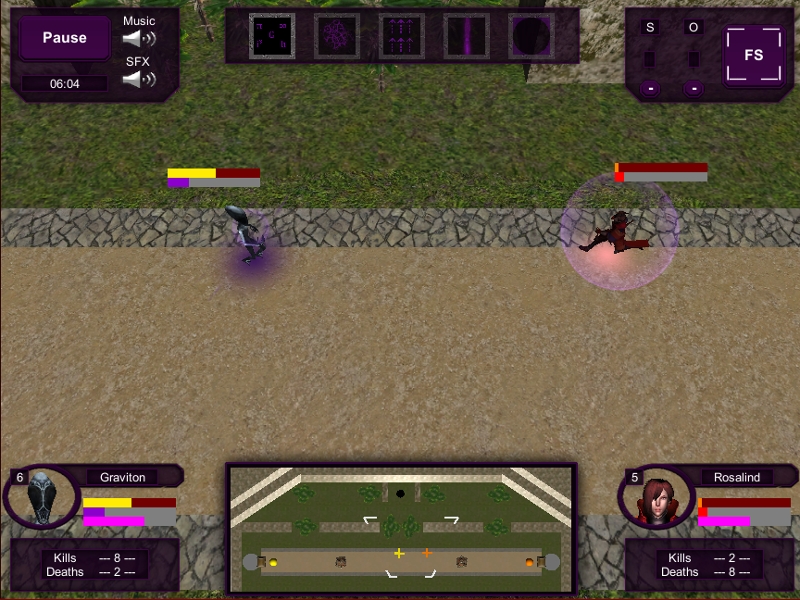 Pause
Music
SFX
06:04
S O
FS
- -
6 Graviton
Kills --- 8 ---
Deaths --- 2 ---
5 Rosalind
Kills --- 2 ---
Deaths --- 8 ---